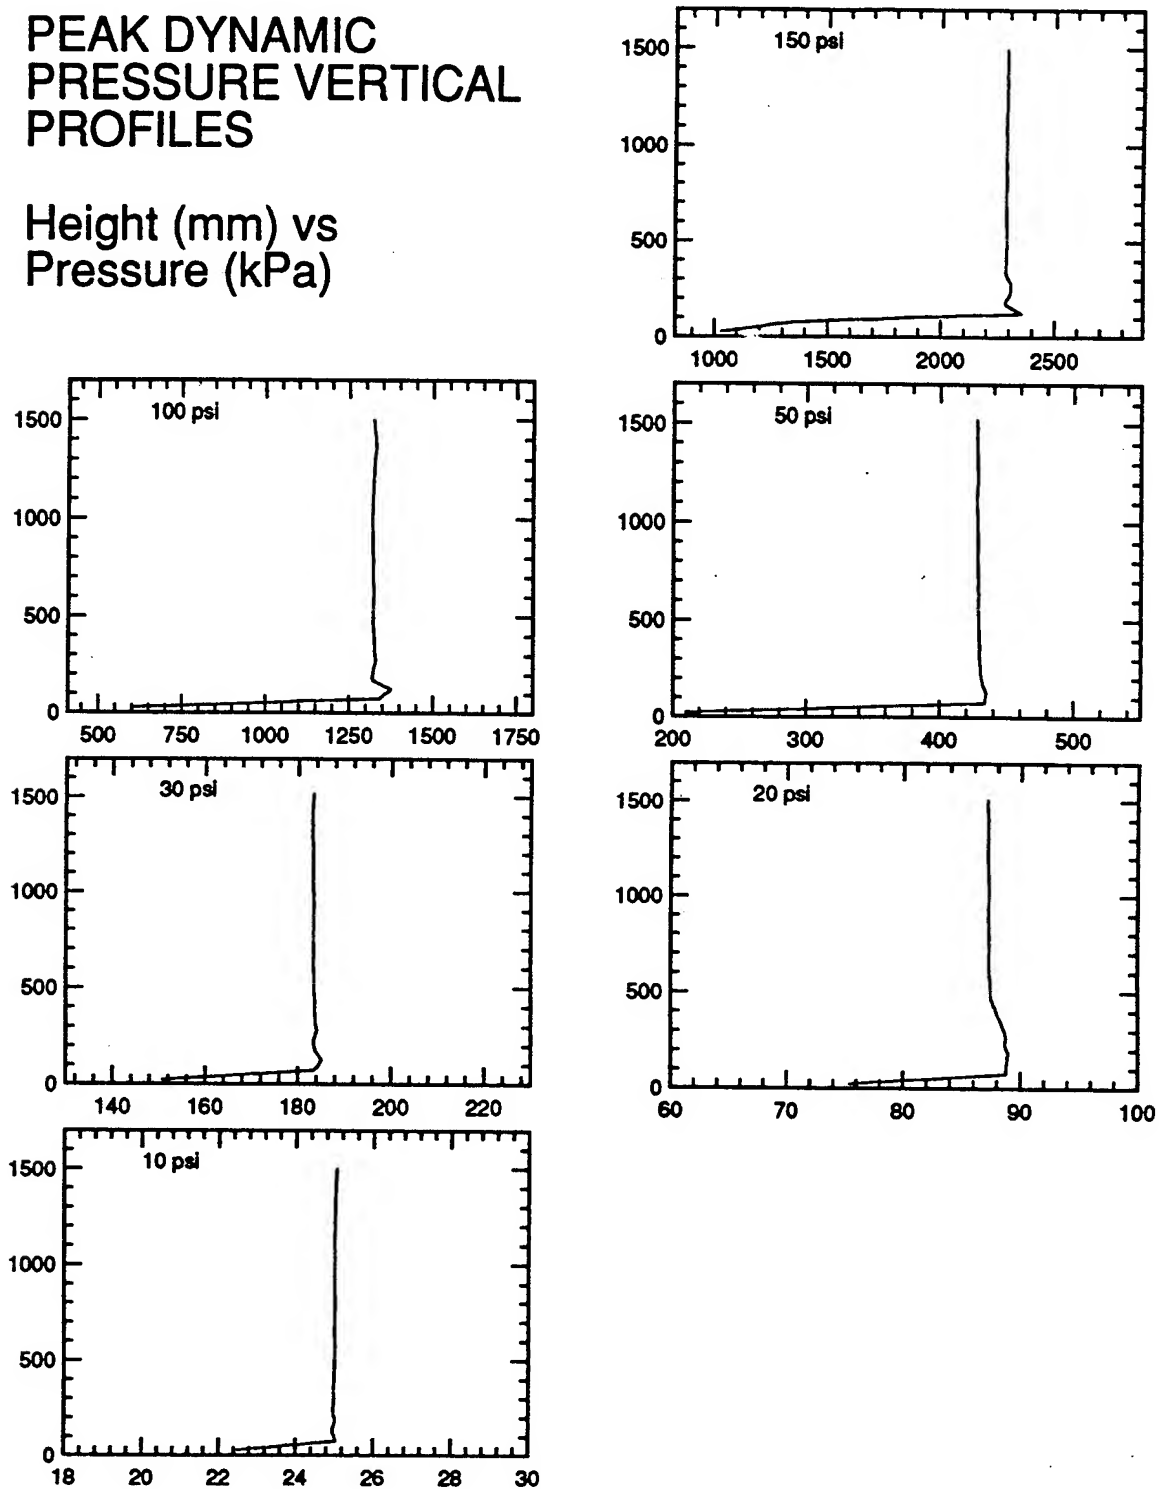 PEAK DYNAMIC
PRESSURE VERTICAL
PROFILES
Height (mm) vs
Pressure (kPa)
150 psi
1500
1000
500
0
1000 1500 2000 2500
100 psi
1500
1000
500
0
500 750 1000 1250 1500 1750
50 psi
1500
1000
500
0
200 300 400 500
30 psi
1500
1000
500
0
140 160 180 200 220
20 psi
1500
1000
500
0
60 70 80 90 100
10 psi
1500
1000
500
0
18 20 22 24 26 28 30